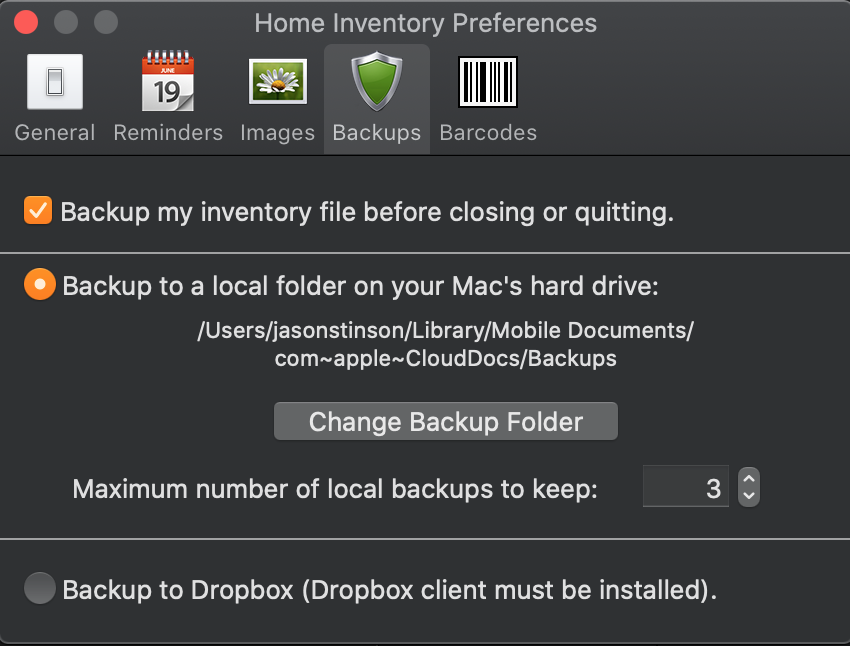 Home Inventory Preferences
JUNE
19
General Reminders Images Backups Barcodes
Backup my inventory file before closing or quitting.
Backup to a local folder on your Mac's hard drive:
/Users/jasonstinson/Library/Mobile Documents/
com~apple~CloudDocs/Backups
Change Backup Folder
Maximum number of local backups to keep: 3
Backup to Dropbox (Dropbox client must be installed).